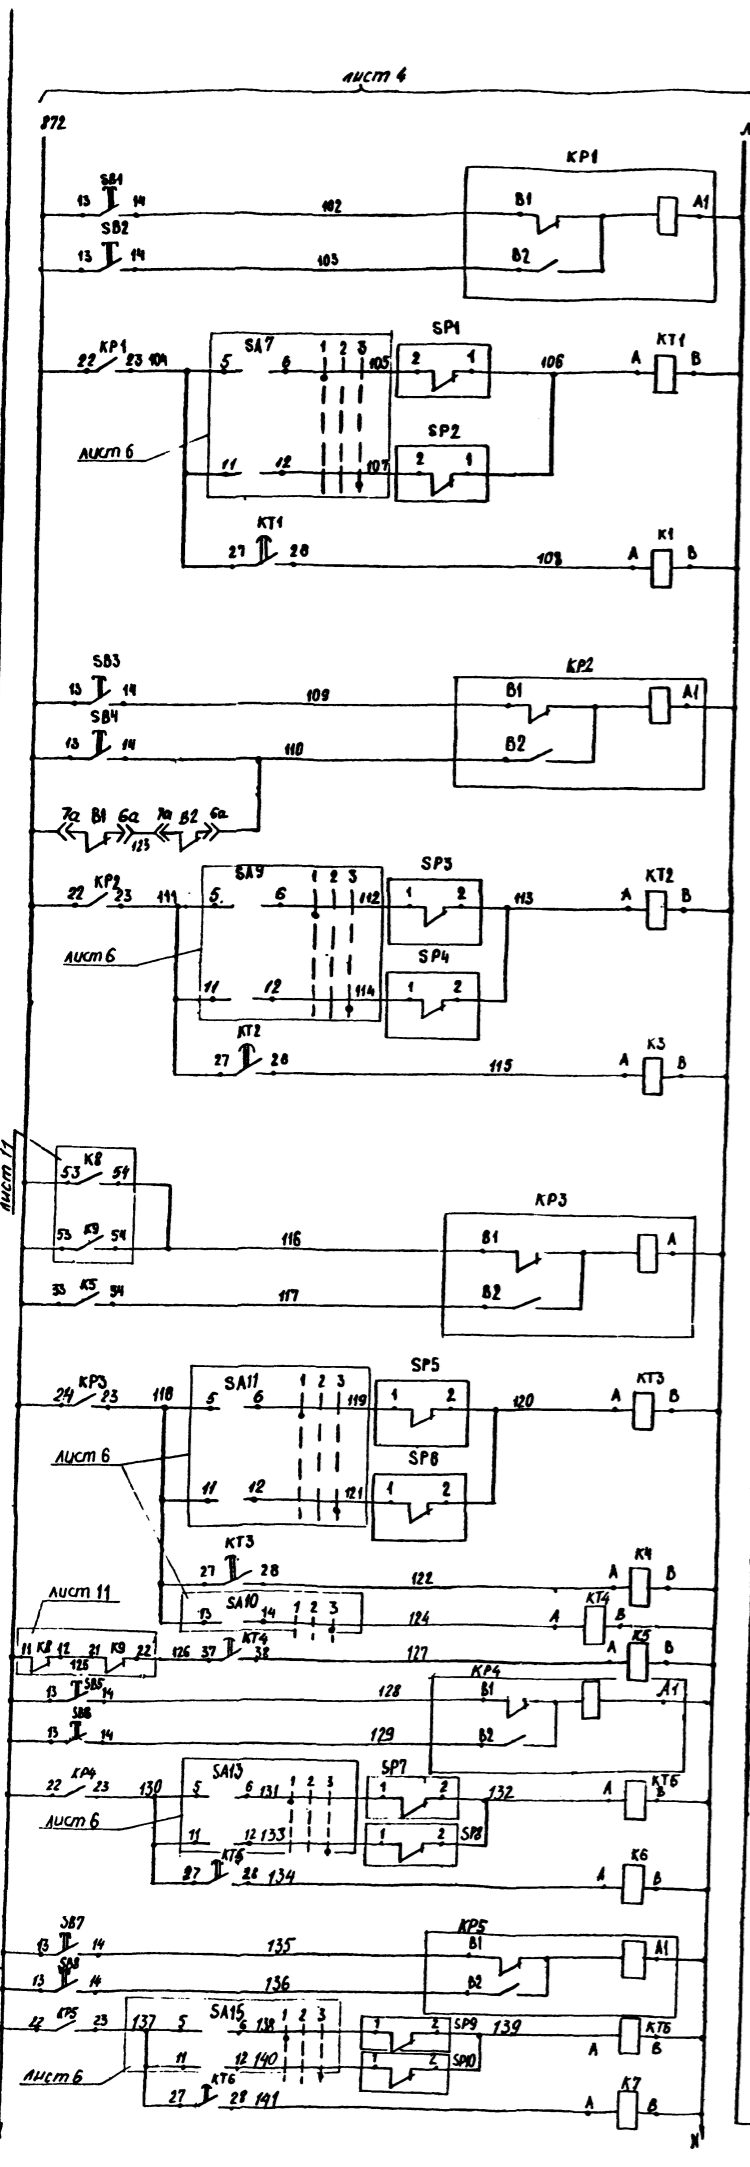 лист 4
872
KP1
SB1
13 14 102 B1 A1
SB2
13 14 103 B2
KP1 SA7 1 2 3 SP1 KT1
22 23 104 5 6 105 2 1 106 A B
SP2
лист 6
11 12 107 2 1
KT1 K1
27 28 108 A B
SB3 KP2
13 14 109 B1 A1
SB4
13 14 110 B2
7a B1 6a 7a B2 6a
123
KP2 SA9 1 2 3 SP3 KT2
22 23 111 5 6 112 1 2 113 A B
лист 6 SP4
11 12 114 1 2
KT2 K3
27 28 115 A B
лист 11
K8
53 54
KP3
53 K9 54 116 B1 A
33 K5 34 117 B2
KP3 SA11 1 2 3 SP5 KT3
24 23 118 5 6 119 1 2 120 A B
лист 6 SP6
11 12 121 1 2
KT3 K4
27 28 122 A B
KT4
SA10
13 14 1 2 3 124 A B
лист 11
11 K8 12 21 K9 22 126 37 KT4 38 127 A K5 B
125
KP4
13 SB5 14 128 B1 A1
SB6
13 14 129 B2
KP4 SA13 SP7 KT5
22 23 130 5 6 131 1 2 3 1 2 132 A B
лист 6
11 12 133 1 2 SP8
KT5 K6
27 28 134 A B
SB7 KP5
13 14 135 B1 A1
SB8
13 14 136 B2
KP5 SA15 SP9 KT6
22 23 137 5 6 138 1 2 3 1 2 139 A B
лист 6 11 12 140 1 2 SP10
KT6 K7
27 28 141 A B
N